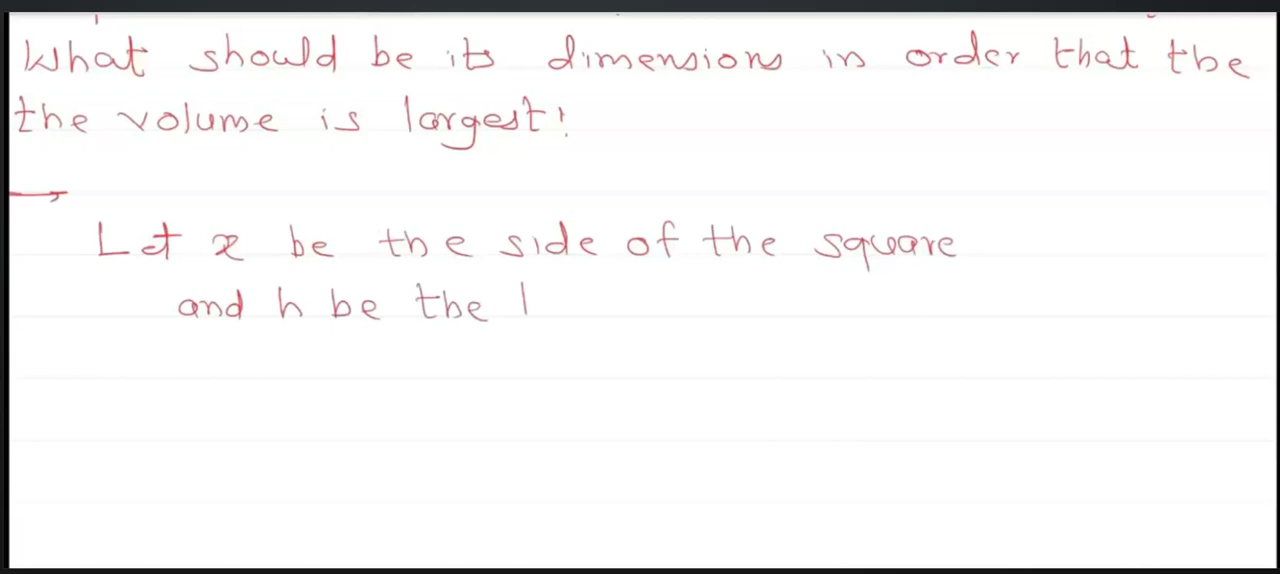 What should be its dimensions in order that the
the volume is largest?
Let x be the side of the square
and h be the